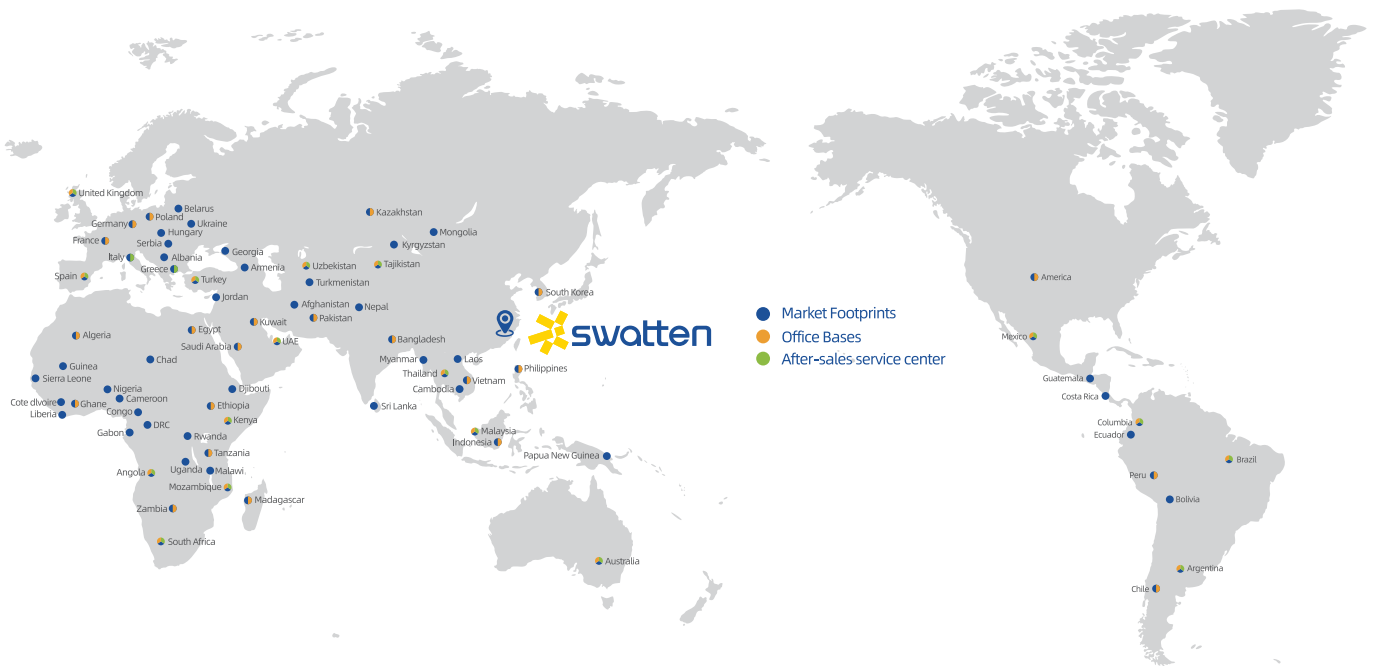 United Kingdom
Belarus
Poland
Germany
Ukraine
Hungary
France
Serbia
Georgia
Italy
Albania
Greece
Armenia
Spain
Turkey
Jordan
Kazakhstan
Mongolia
Kyrgyzstan
Uzbekistan
Tajikistan
Turkmenistan
Afghanistan
Nepal
Pakistan
South Korea
swatten
Market Footprints
Office Bases
After-sales service center
Algeria
Egypt
Kuwait
Saudi Arabia
UAE
Bangladesh
Chad
Guinea
Sierra Leone
Myanmar
Laos
Thailand
Philippines
Vietnam
Cambodia
Nigeria
Djibouti
Cameroon
Cote dlvoire
Ghane
Ethiopia
Sri Lanka
Liberia
Congo
Kenya
DRC
Gabon
Rwanda
Malaysia
Indonesia
Tanzania
Papua New Guinea
Uganda
Malawi
Angola
Mozambique
Madagascar
Zambia
South Africa
Australia
America
Mexico
Guatemala
Costa Rica
Columbia
Ecuador
Brazil
Peru
Bolivia
Argentina
Chile